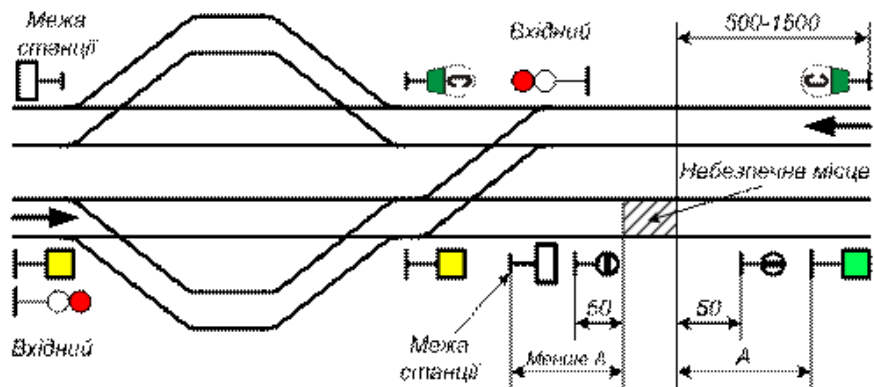 Межа
станції
Вхідний
500-1500
С
С
Небезпечне місце
Вхідний
Межа
станції
50
Менше А
50
А